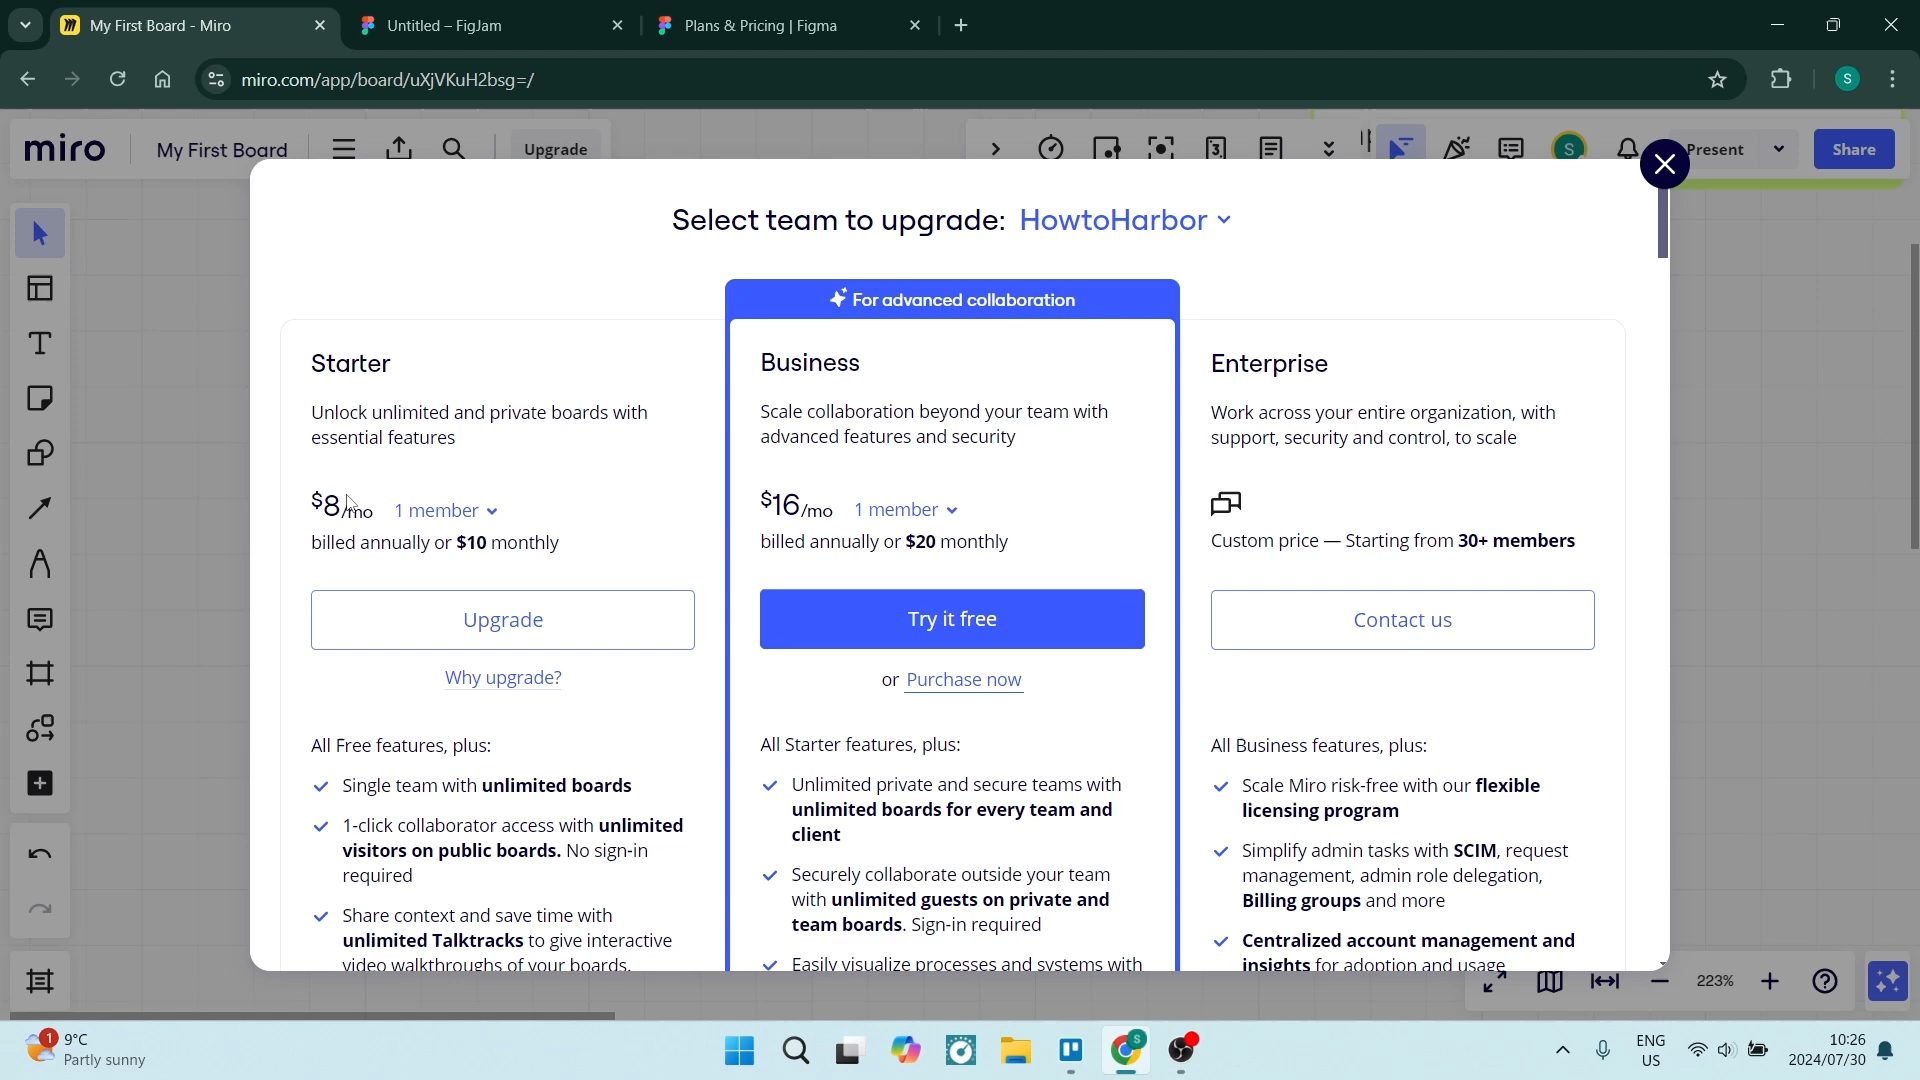 My First Board - Miro
Untitled – FigJam
Plans & Pricing | Figma
miro.com/app/board/uXjVKuH2bsg=/
S
miro
My First Board
Upgrade
3
S
Present
Share
Select team to upgrade: HowtoHarbor
For advanced collaboration
Starter
Unlock unlimited and private boards with
essential features
$8/mo 1 member
billed annually or $10 monthly
Upgrade
Why upgrade?
All Free features, plus:
Single team with unlimited boards
1-click collaborator access with unlimited
visitors on public boards. No sign-in
required
Share context and save time with
unlimited Talktracks to give interactive
video walkthroughs of your boards.
Business
Scale collaboration beyond your team with
advanced features and security
$16/mo 1 member
billed annually or $20 monthly
Try it free
or Purchase now
All Starter features, plus:
Unlimited private and secure teams with
unlimited boards for every team and
client
Securely collaborate outside your team
with unlimited guests on private and
team boards. Sign-in required
Easily visualize processes and systems with
Enterprise
Work across your entire organization, with
support, security and control, to scale
Custom price — Starting from 30+ members
Contact us
All Business features, plus:
Scale Miro risk-free with our flexible
licensing program
Simplify admin tasks with SCIM, request
management, admin role delegation,
Billing groups and more
Centralized account management and
insights for adoption and usage
223%
1
9°C
Partly sunny
S
ENG
US
10:26
2024/07/30